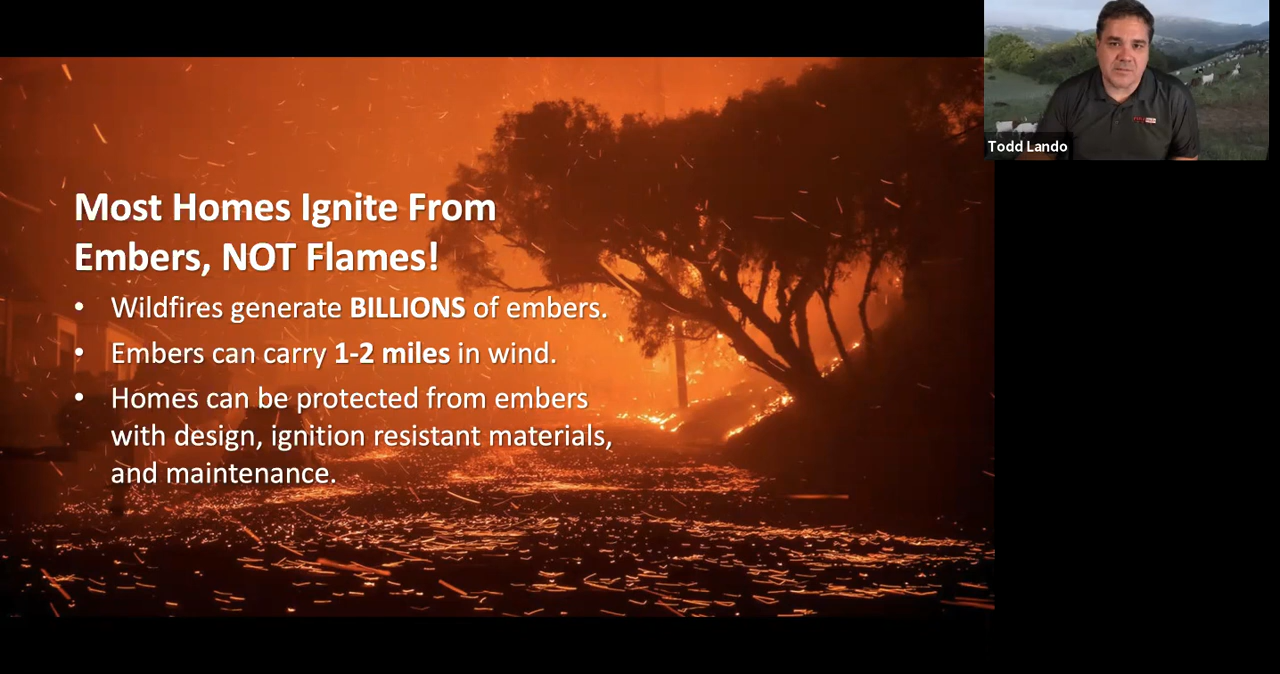 Most Homes Ignite From
Embers, NOT Flames!
• Wildfires generate BILLIONS of embers.
• Embers can carry 1-2 miles in wind.
• Homes can be protected from embers
with design, ignition resistant materials,
and maintenance.
Todd Lando